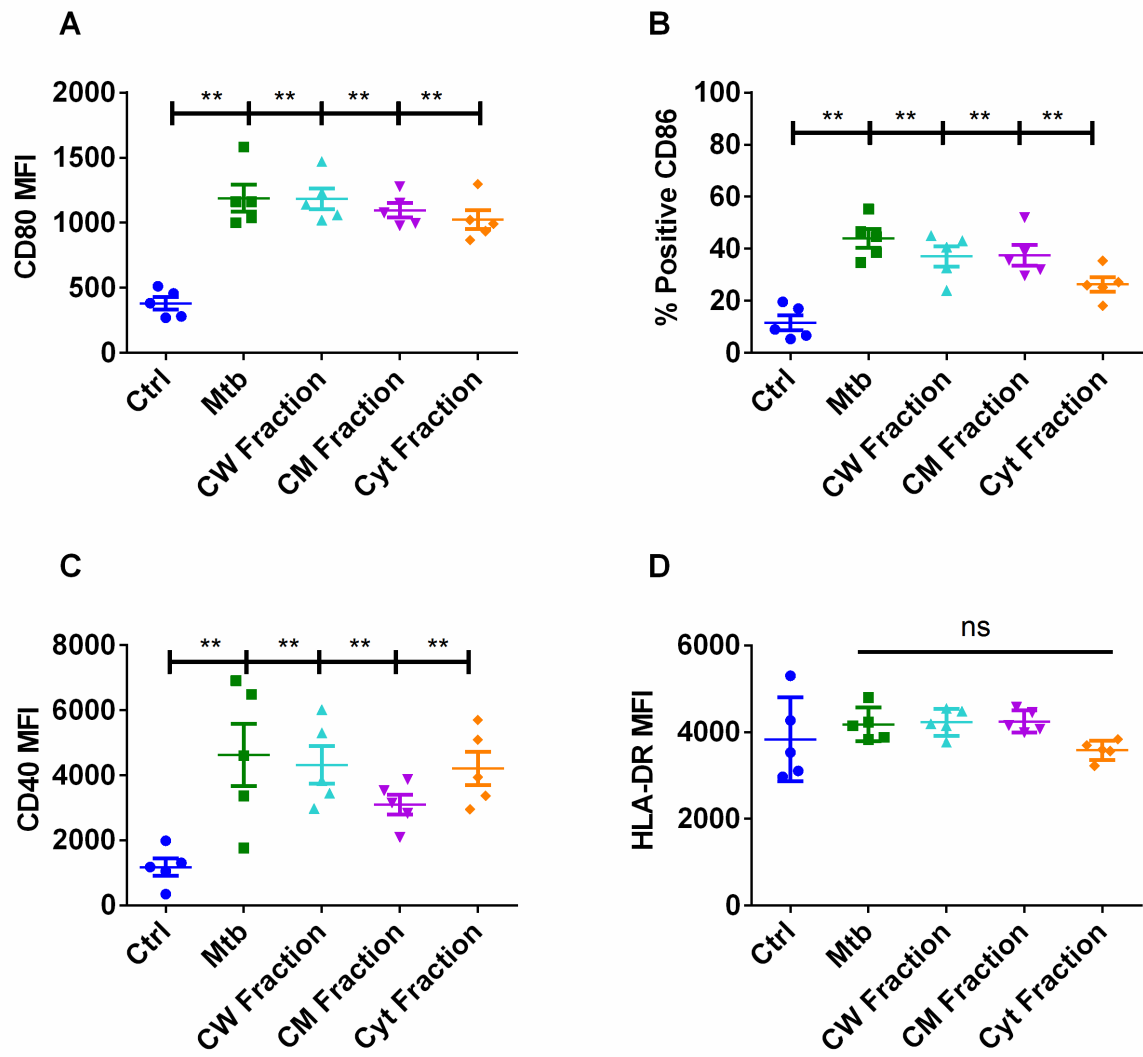 A
CD80 MFI
2000
1500
1000
500
0
** ** ** **
Ctrl
Mtb
CW Fraction
CM Fraction
Cyt Fraction
B
% Positive CD86
100
80
60
40
20
0
** ** ** **
Ctrl
Mtb
CW Fraction
CM Fraction
Cyt Fraction
C
CD40 MFI
8000
6000
4000
2000
0
** ** ** **
Ctrl
Mtb
CW Fraction
CM Fraction
Cyt Fraction
D
HLA-DR MFI
6000
4000
2000
0
ns
Ctrl
Mtb
CW Fraction
CM Fraction
Cyt Fraction